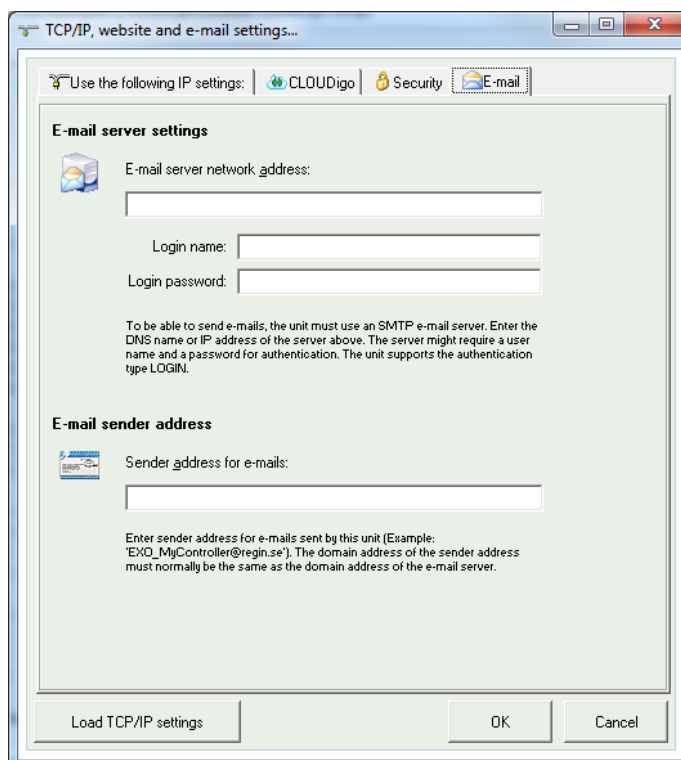 TCP/IP, website and e-mail settings...
Use the following IP settings:
CLOUDigo
Security
E-mail
E-mail server settings
E-mail server network address:
Login name:
Login password:
To be able to send e-mails, the unit must use an SMTP e-mail server. Enter the
DNS name or IP address of the server above. The server might require a user
name and a password for authentication. The unit supports the authentication
type LOGIN.
E-mail sender address
Sender address for e-mails:
Enter sender address for e-mails sent by this unit (Example:
'EXO_MyController@regin.se'). The domain address of the sender address
must normally be the same as the domain address of the e-mail server.
Load TCP/IP settings
OK
Cancel